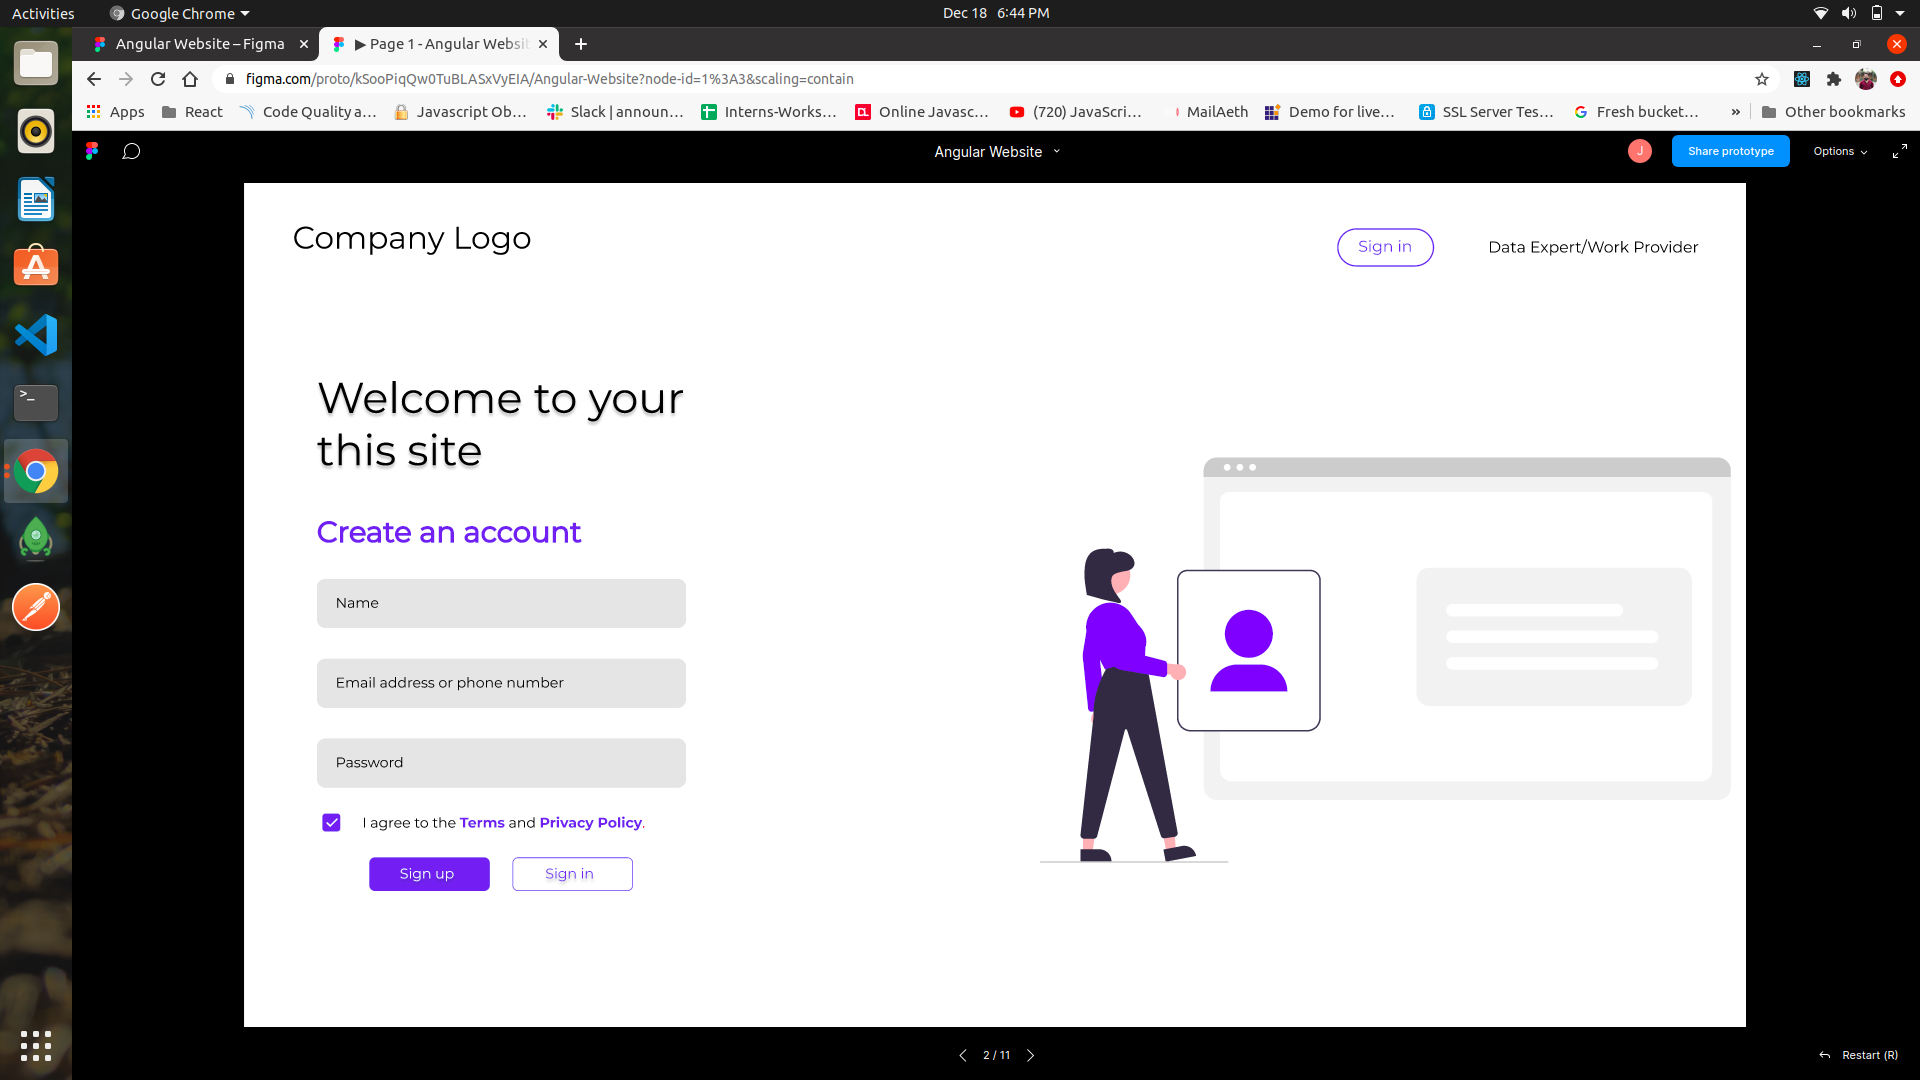 Activities
Google Chrome
Dec 18 6:44 PM
Angular Website – Figma
▶ Page 1 - Angular Websit
figma.com/proto/kSooPiqQw0TuBLASxVyEIA/Angular-Website?node-id=1%3A3&scaling=contain
Apps
React
Code Quality a...
Javascript Ob...
Slack | announ...
Interns-Works...
Online Javasc...
(720) JavaScri...
MailAeth
Demo for live...
SSL Server Tes...
Fresh bucket...
»
Other bookmarks
Angular Website
J
Share prototype
Options
Company Logo
Sign in
Data Expert/Work Provider
Welcome to your
this site
Create an account
Name
Email address or phone number
Password
I agree to the Terms and Privacy Policy.
Sign up
Sign in
2 / 11
Restart (R)